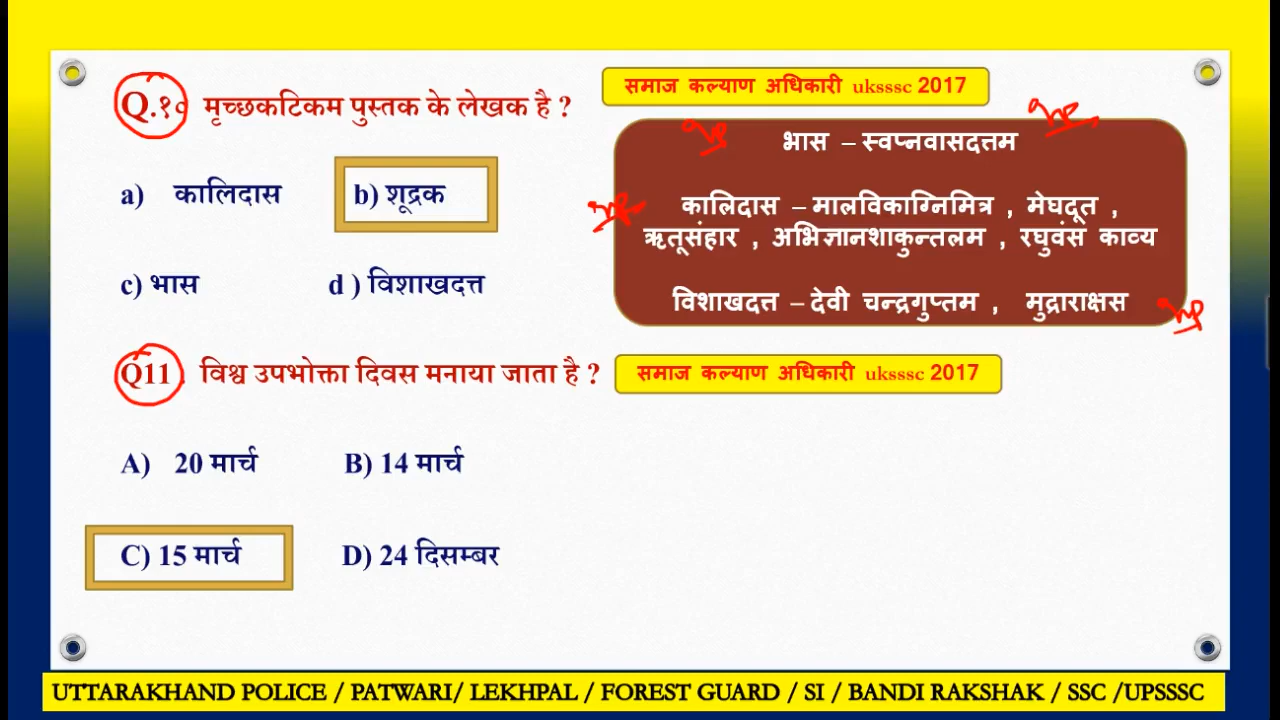 Q.१० मृच्छकटिकम पुस्तक के लेखक है ?
समाज कल्याण अधिकारी uksssc 2017
a) कालिदास
b) शूद्रक
c) भास
d ) विशाखदत्त
भास – स्वप्नवासदत्तम
कालिदास – मालविकाग्निमित्र , मेघदूत ,
ऋतूसंहार , अभिज्ञानशाकुन्तलम , रघुवंस काव्य
विशाखदत्त – देवी चन्द्रगुप्तम , मुद्राराक्षस
Q11 विश्व उपभोक्ता दिवस मनाया जाता है ?
समाज कल्याण अधिकारी uksssc 2017
A) 20 मार्च
B) 14 मार्च
C) 15 मार्च
D) 24 दिसम्बर
UTTARAKHAND POLICE / PATWARI/ LEKHPAL / FOREST GUARD / SI / BANDI RAKSHAK / SSC /UPSSSC